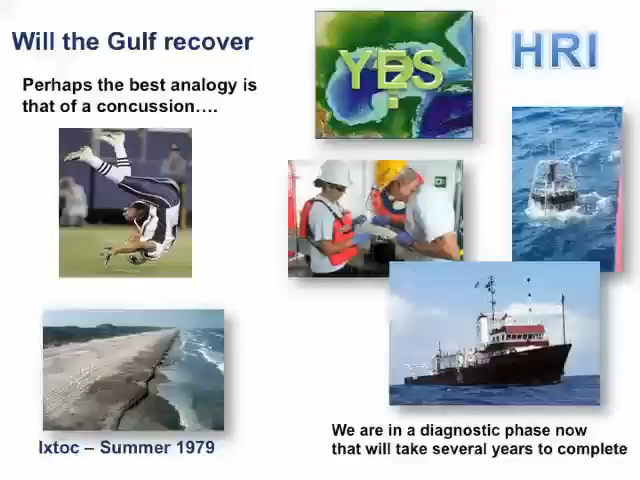 Will the Gulf recover
HRI
Perhaps the best analogy is
that of a concussion….
YES
?
Ixtoc – Summer 1979
We are in a diagnostic phase now
that will take several years to complete